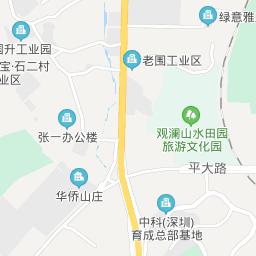 绿意雅
国升工业园
老围工业区
宝·石二村
业区
张一办公楼
观澜山水田园
旅游文化园
平大路
华侨山庄
中科(深圳)
育成总部基地